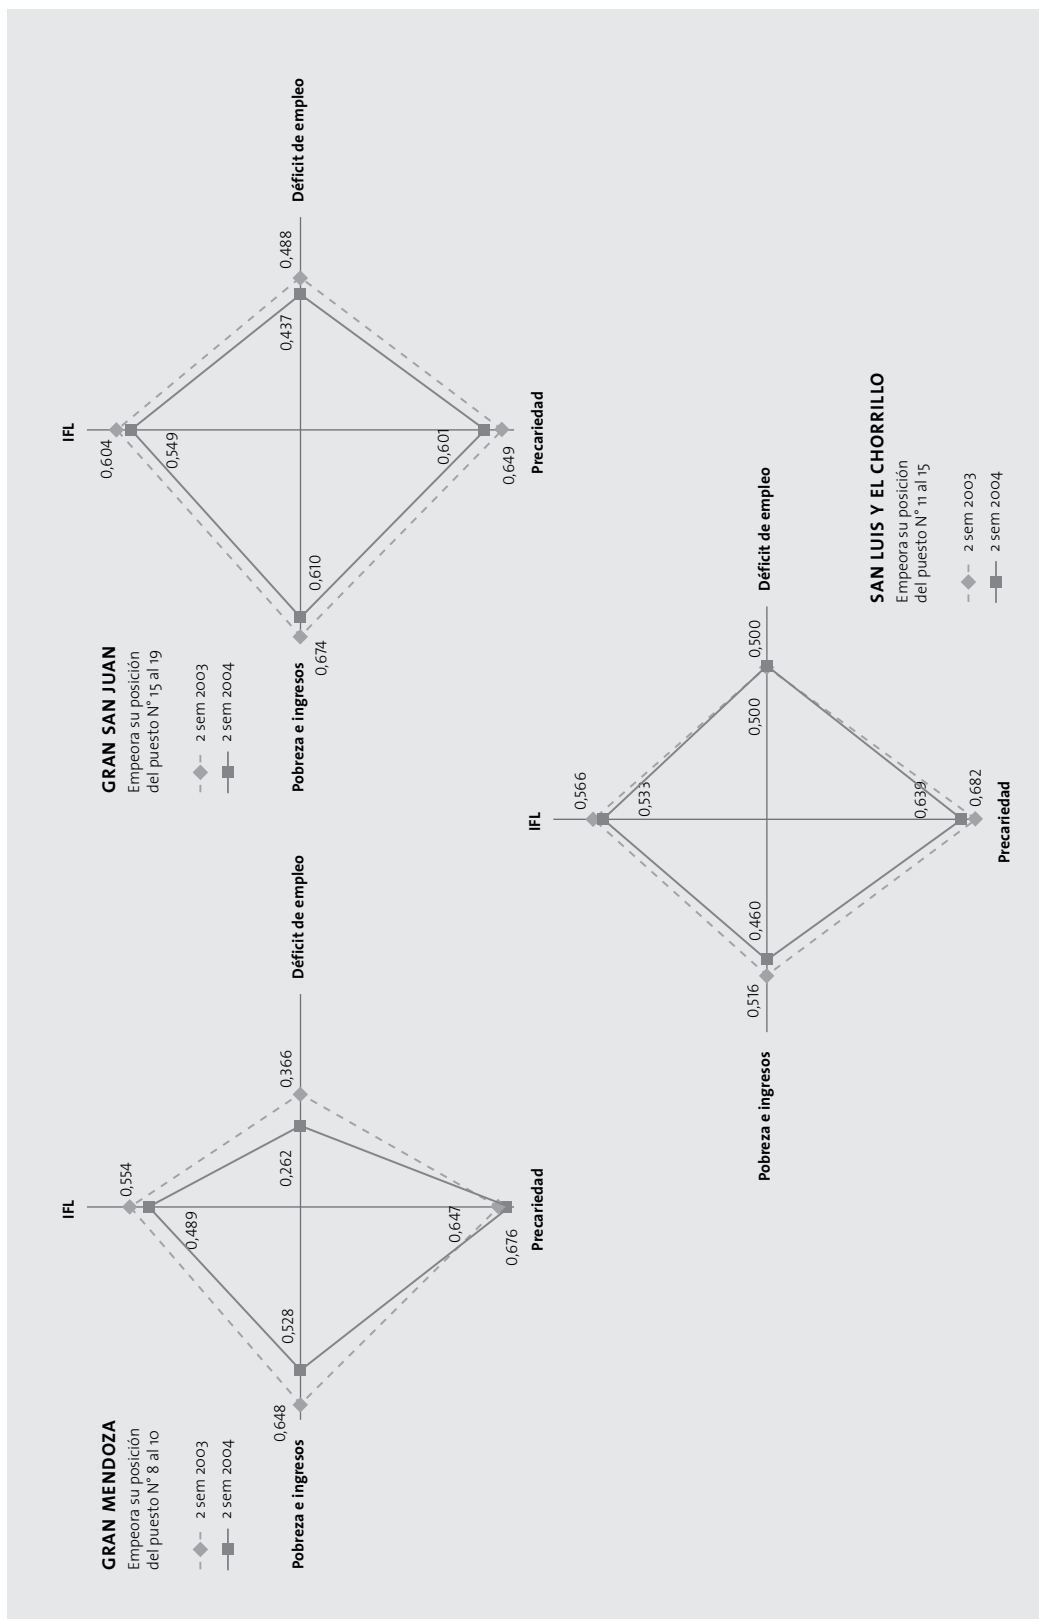 GRAN MENDOZA
Empeora su posición
del puesto N° 8 al 10
2 sem 2003
2 sem 2004
IFL
0,554
0,489
Déficit de empleo
0,366
0,262
Precariedad
0,647
0,676
Pobreza e ingresos
0,648
0,528
GRAN SAN JUAN
Empeora su posición
del puesto N° 15 al 19
2 sem 2003
2 sem 2004
IFL
0,604
0,549
Déficit de empleo
0,488
0,437
Precariedad
0,601
0,649
Pobreza e ingresos
0,674
0,610
SAN LUIS Y EL CHORRILLO
Empeora su posición
del puesto N° 11 al 15
2 sem 2003
2 sem 2004
IFL
0,566
0,533
Déficit de empleo
0,500
0,500
Precariedad
0,639
0,682
Pobreza e ingresos
0,516
0,460